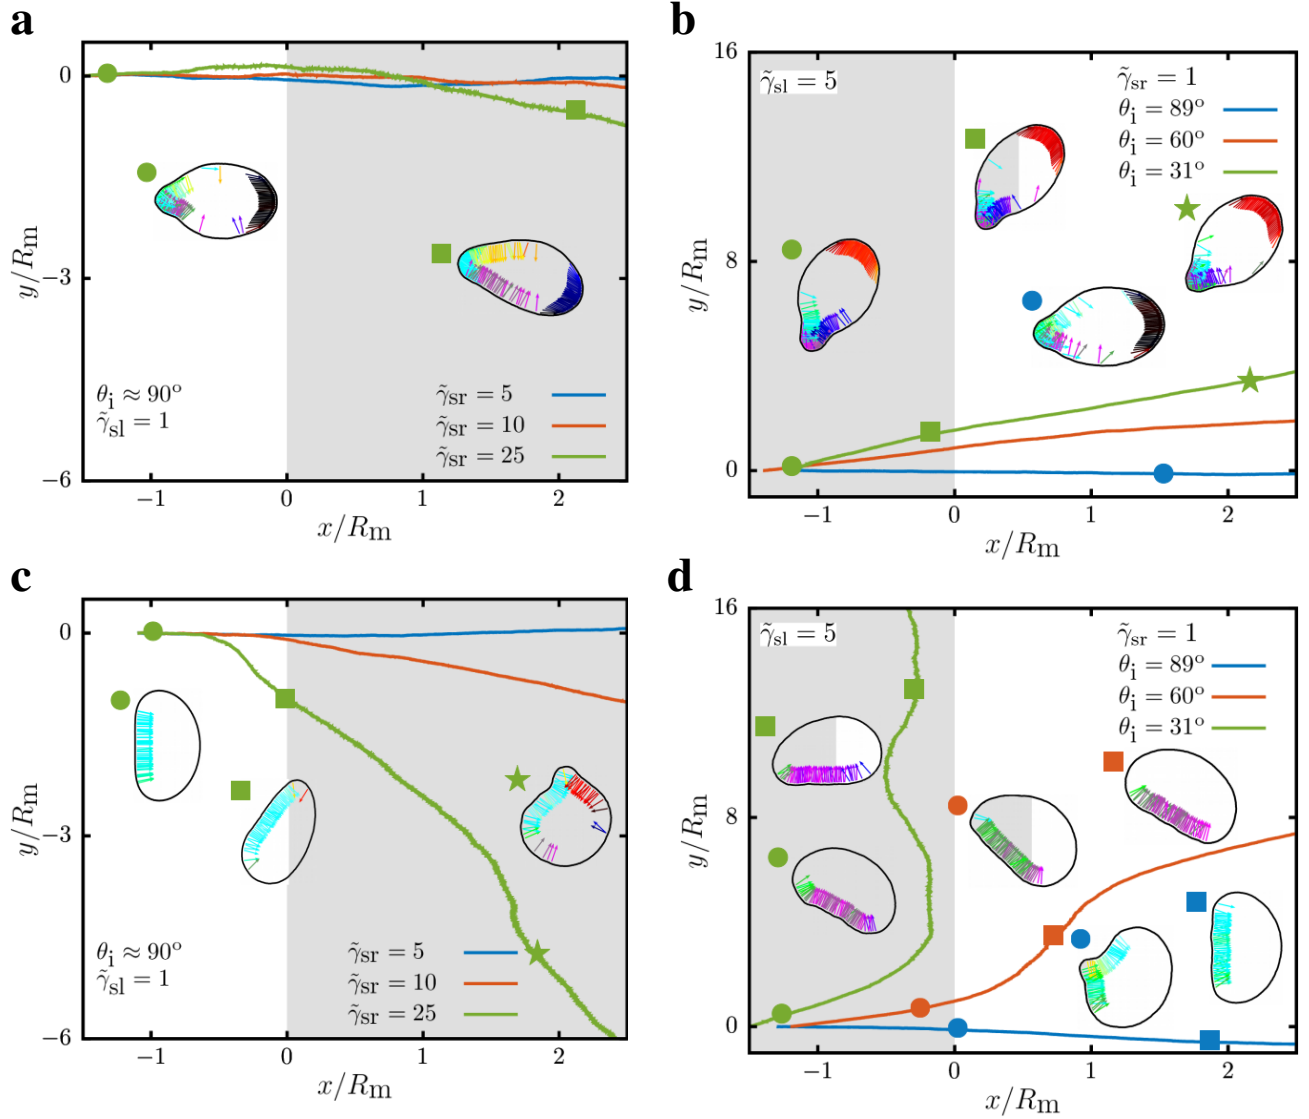 a
0
−3
−6
y/Rm
θi ≈ 90°
γ̃sl = 1
γ̃sr = 5
γ̃sr = 10
γ̃sr = 25
−1
0
1
2
x/Rm
b
16
8
0
y/Rm
γ̃sl = 5
γ̃sr = 1
θi = 89°
θi = 60°
θi = 31°
−1
0
1
2
x/Rm
c
0
−3
−6
y/Rm
θi ≈ 90°
γ̃sl = 1
γ̃sr = 5
γ̃sr = 10
γ̃sr = 25
−1
0
1
2
x/Rm
d
16
8
0
y/Rm
γ̃sl = 5
γ̃sr = 1
θi = 89°
θi = 60°
θi = 31°
−1
0
1
2
x/Rm